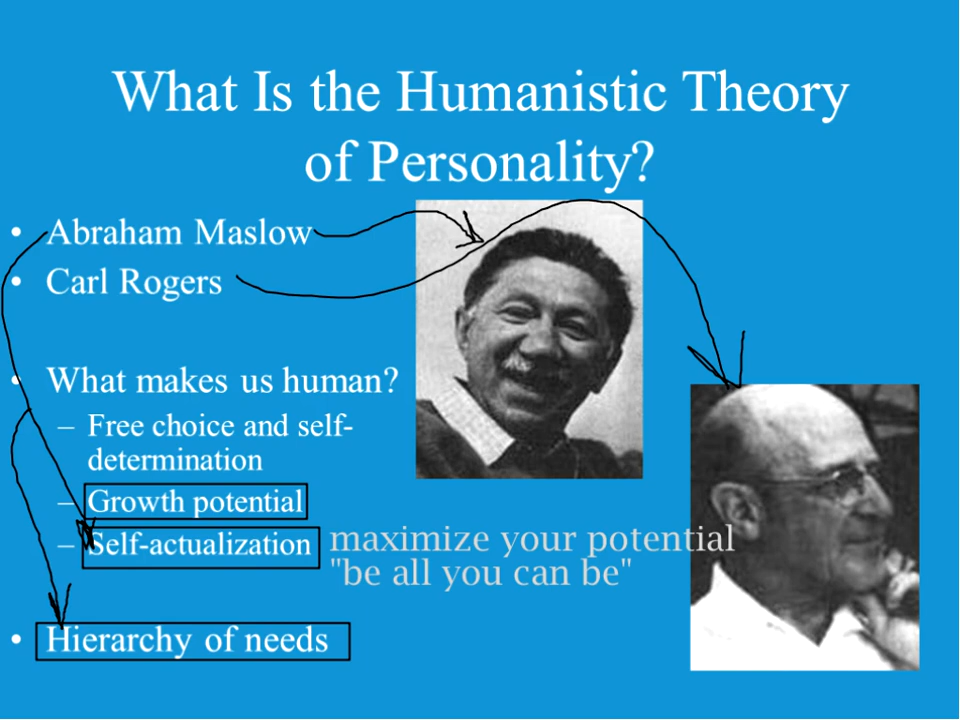 What Is the Humanistic Theory
of Personality?
• Abraham Maslow
• Carl Rogers
• What makes us human?
– Free choice and self-
determination
– Growth potential
– Self-actualization
maximize your potential
"be all you can be"
• Hierarchy of needs